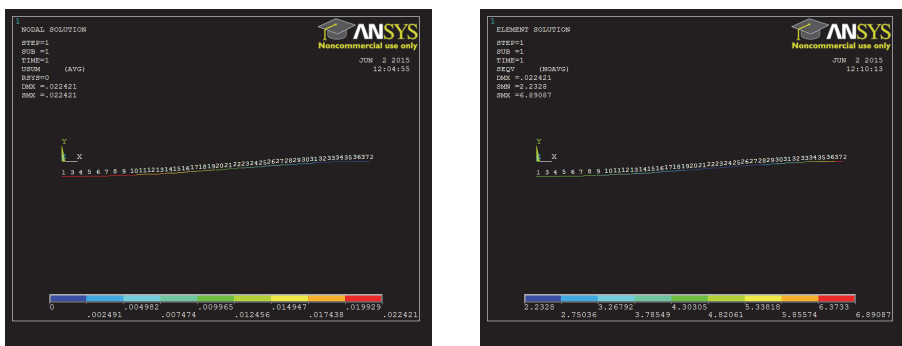 1
NODAL SOLUTION
STEP=1
SUB =1
TIME=1
USUM (AVG)
RSYS=0
DMX =.022421
SMX =.022421
ANSYS
Noncommercial use only
JUN 2 2015
12:04:55
Y
X
1 3 4 5 6 7 8 9 101112131415161718192021222324252627282930313233343536372
0 .004982 .009965 .014947 .019929
.002491 .007474 .012456 .017438 .022421
1
ELEMENT SOLUTION
STEP=1
SUB =1
TIME=1
SEQV (NOAVG)
DMX =.022421
SMN =2.2328
SMX =6.89087
ANSYS
Noncommercial use only
JUN 2 2015
12:10:13
Y
X
1 3 4 5 6 7 8 9 101112131415161718192021222324252627282930313233343536372
2.2328 3.26792 4.30305 5.33818 6.3733
2.75036 3.78549 4.82061 5.85574 6.89087